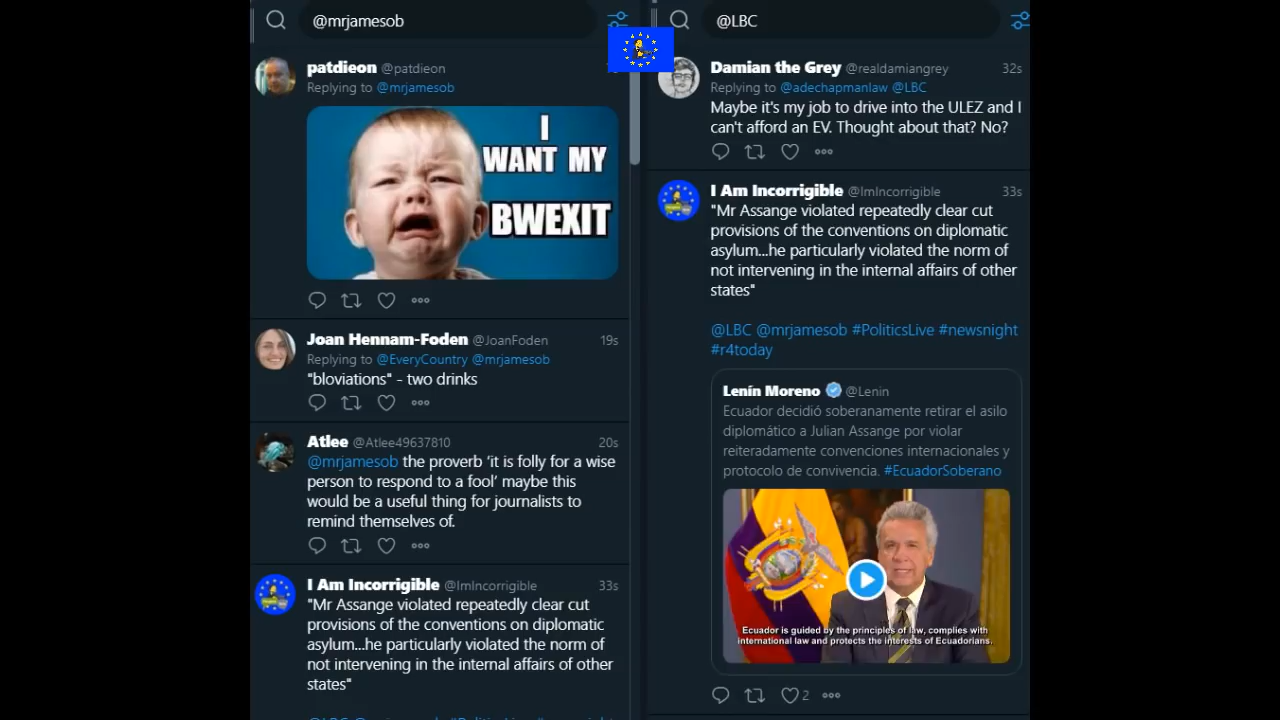 @mrjamesob
patdieon @patdieon
Replying to @mrjamesob
I
WANT MY
BWEXIT
Joan Hennam-Foden @JoanFoden 19s
Replying to @EveryCountry @mrjamesob
"bloviations" - two drinks
Atlee @Atlee49637810 20s
@mrjamesob the proverb 'it is folly for a wise
person to respond to a fool' maybe this
would be a useful thing for journalists to
remind themselves of.
I Am Incorrigible @ImIncorrigible 33s
"Mr Assange violated repeatedly clear cut
provisions of the conventions on diplomatic
asylum...he particularly violated the norm of
not intervening in the internal affairs of other
states"
@LBC
Damian the Grey @realdamiangrey 32s
Replying to @adechapmanlaw @LBC
Maybe it's my job to drive into the ULEZ and I
can't afford an EV. Thought about that? No?
I Am Incorrigible @ImIncorrigible 33s
"Mr Assange violated repeatedly clear cut
provisions of the conventions on diplomatic
asylum...he particularly violated the norm of
not intervening in the internal affairs of other
states"
@LBC @mrjamesob #PoliticsLive #newsnight
#r4today
Lenín Moreno @Lenin
Ecuador decidió soberanamente retirar el asilo
diplomático a Julian Assange por violar
reiteradamente convenciones internacionales y
protocolo de convivencia. #EcuadorSoberano
Ecuador is guided by the principles of law, complies with
international law and protects the interests of Ecuadorians.
2